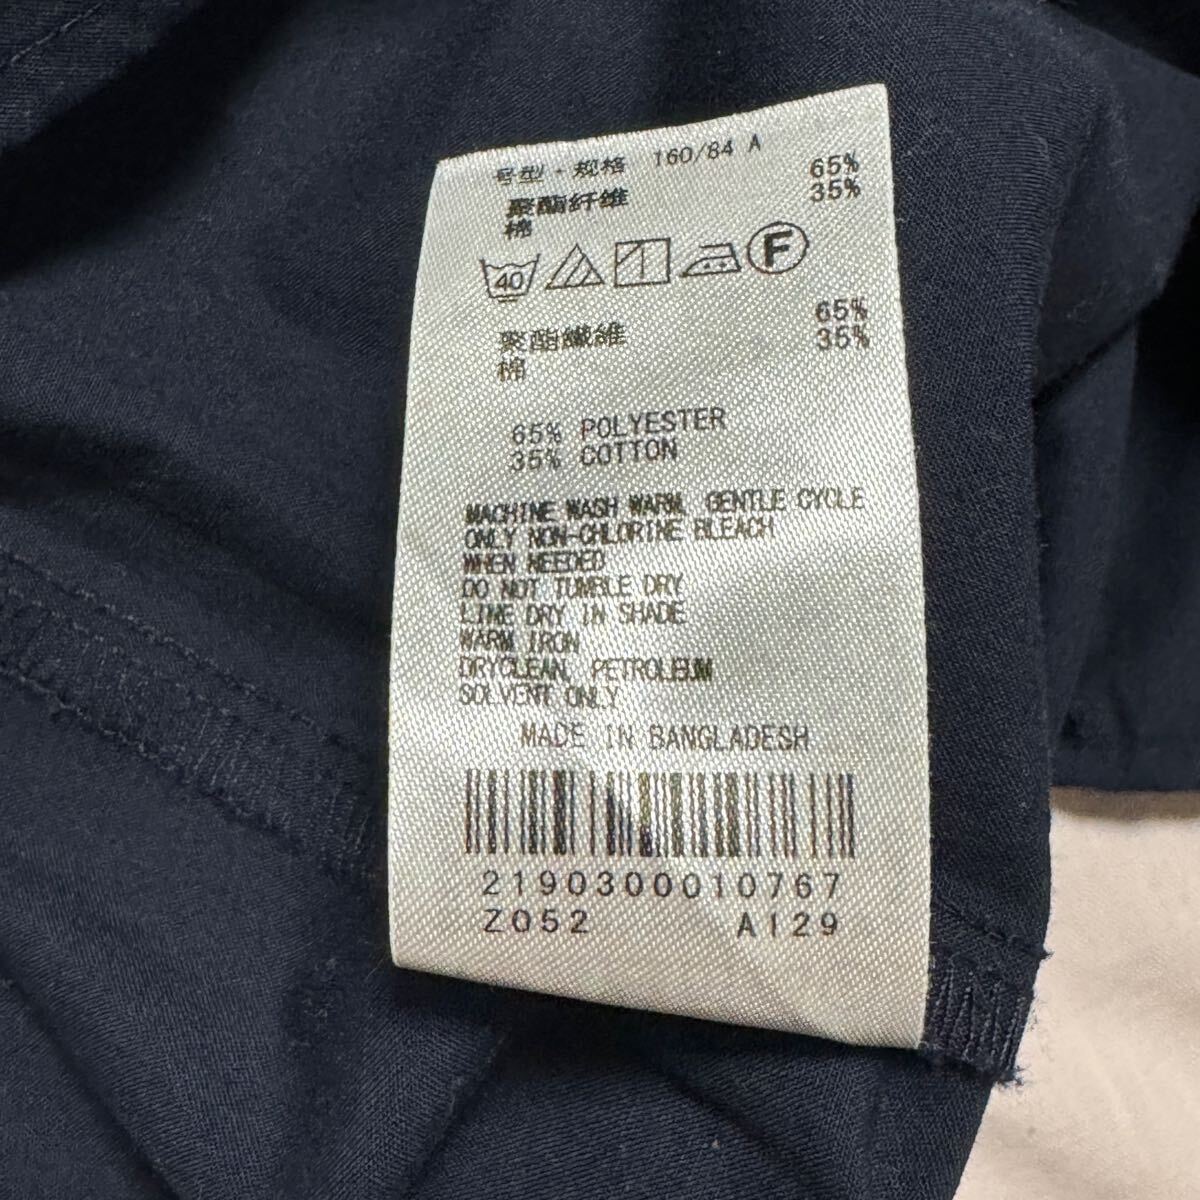 号型·规格 160/84 A
聚酯纤维 65%
棉 35%
40 F
聚酯纖維 65%
棉 35%
65% POLYESTER
35% COTTON
MACHINE WASH WARM, GENTLE CYCLE
ONLY NON-CHLORINE BLEACH
WHEN NEEDED
DO NOT TUMBLE DRY
LINE DRY IN SHADE
WARM IRON
DRYCLEAN, PETROLEUM
SOLVENT ONLY
MADE IN BANGLADESH
2190300010767
Z052 A129